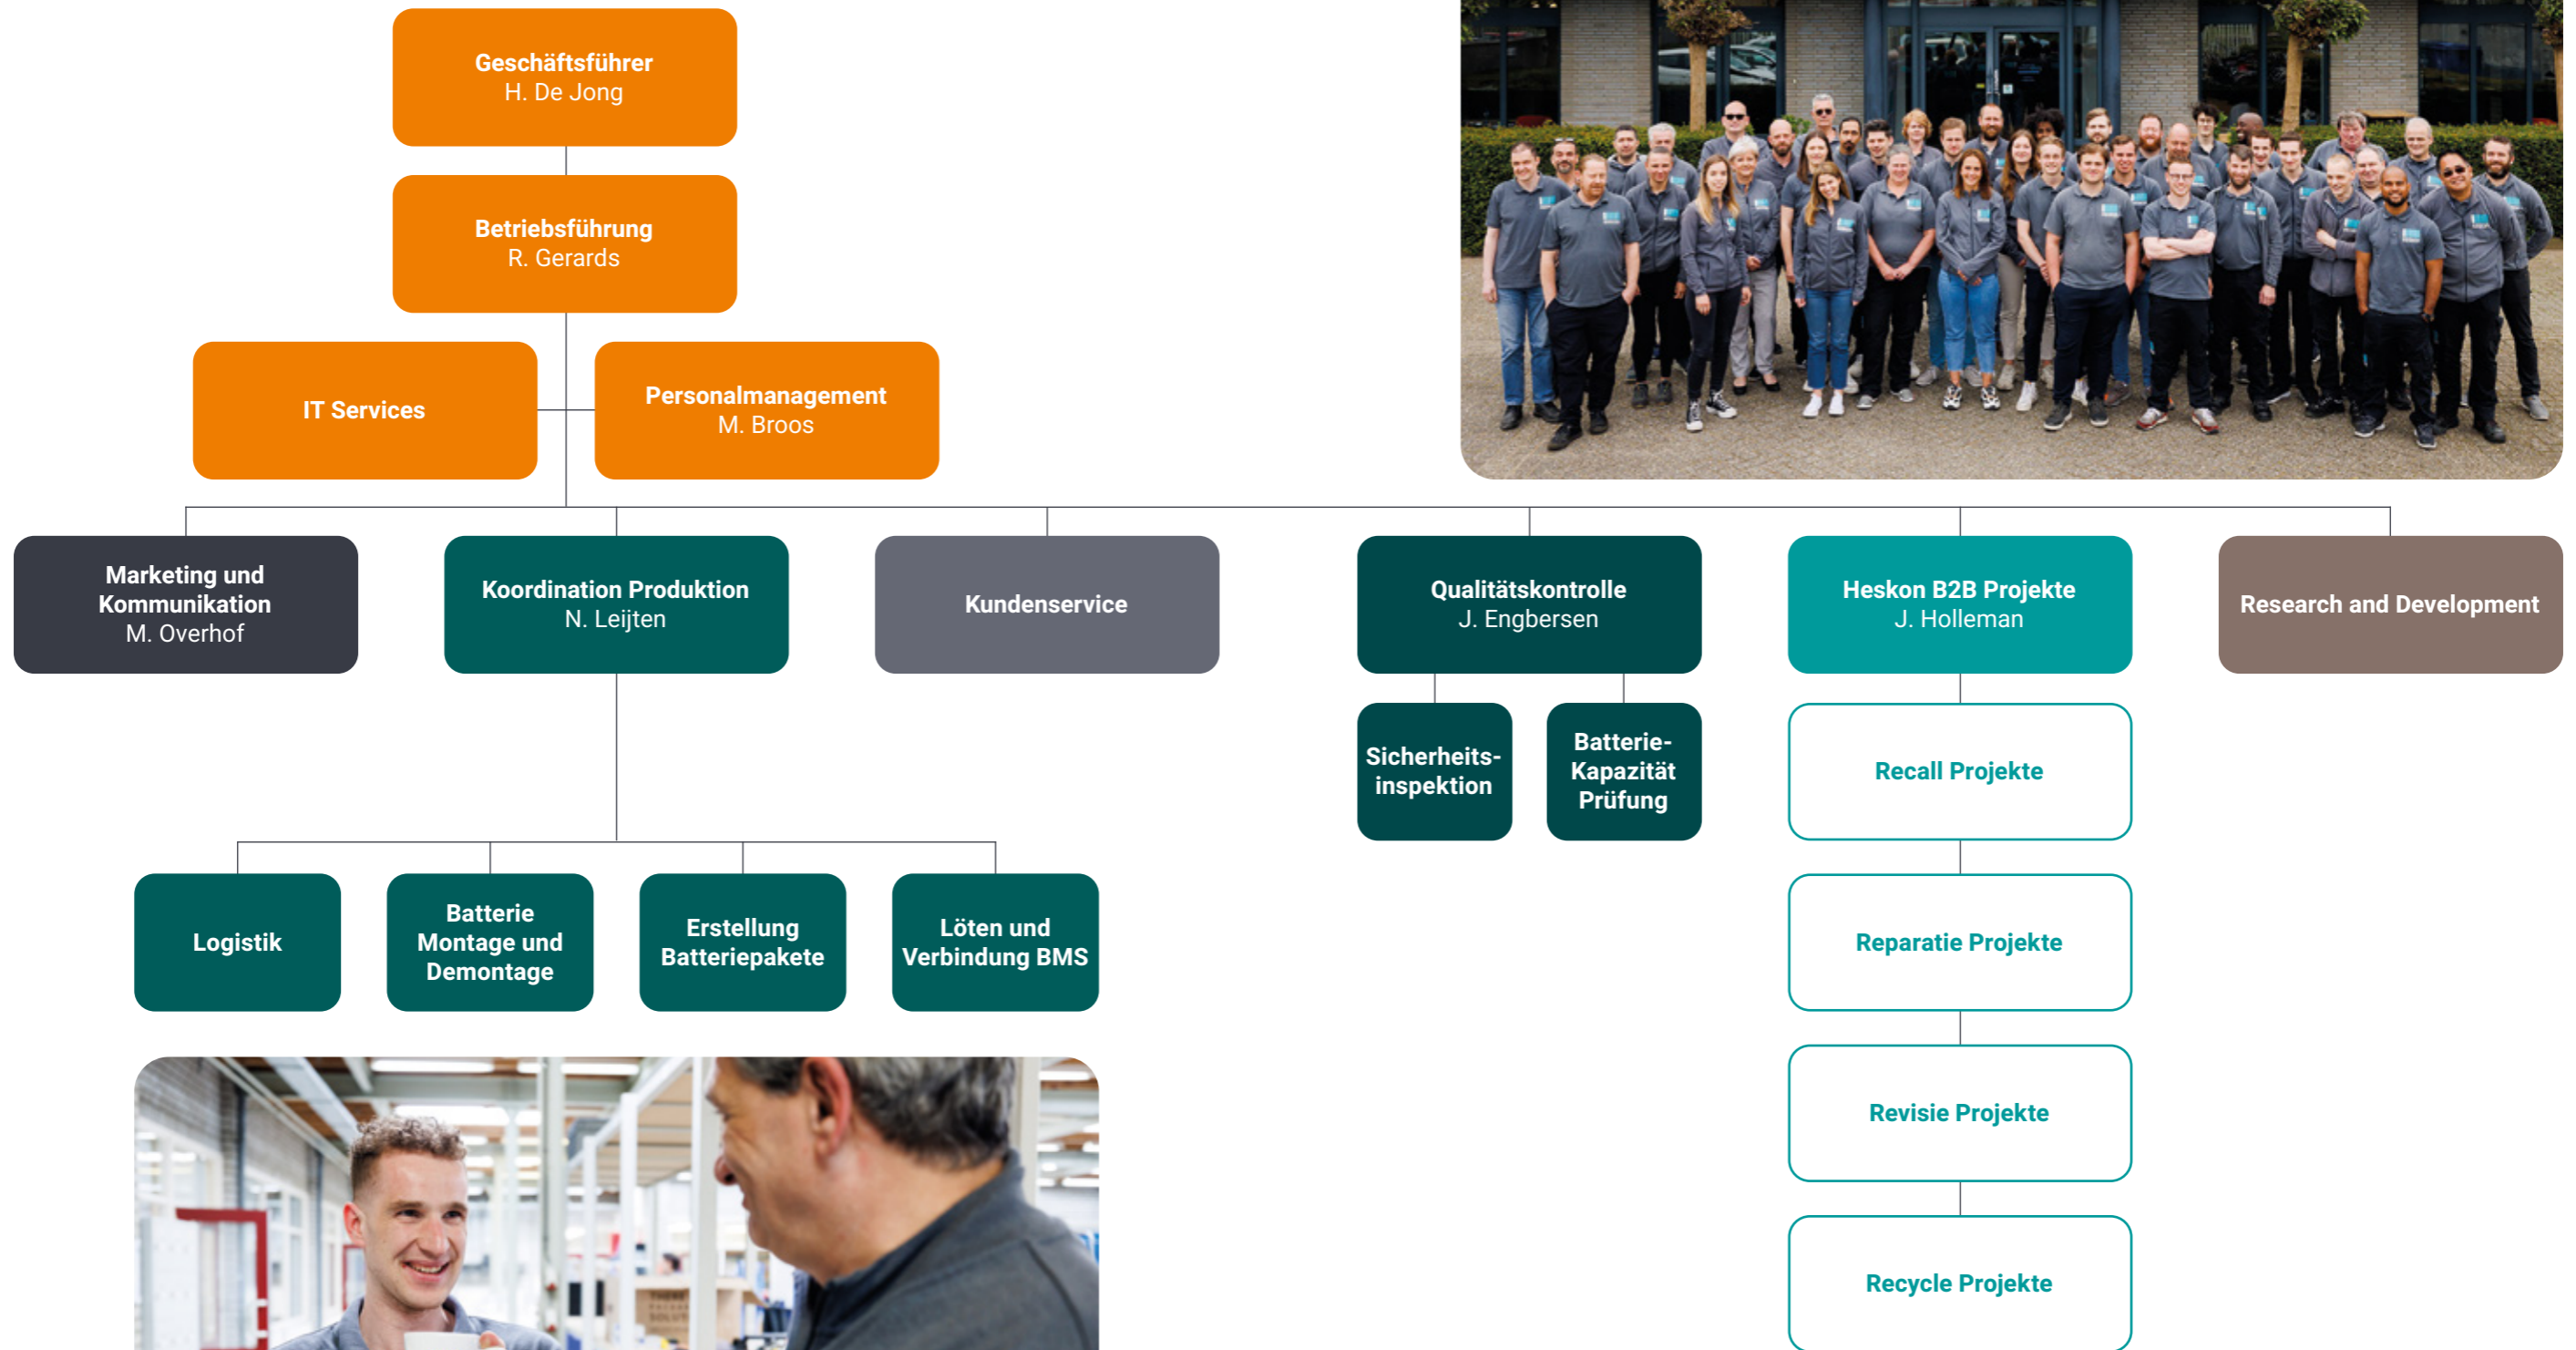 Geschäftsführer
H. De Jong
Betriebsführung
R. Gerards
IT Services
Personalmanagement
M. Broos
Marketing und
Kommunikation
M. Overhof
Koordination Produktion
N. Leijten
Kundenservice
Qualitätskontrolle
J. Engbersen
Heskon B2B Projekte
J. Holleman
Research and Development
Sicherheits-
inspektion
Batterie-
Kapazität
Prüfung
Recall Projekte
Logistik
Batterie
Montage und
Demontage
Erstellung
Batteriepakete
Löten und
Verbindung BMS
Reparatie Projekte
Revisie Projekte
Recycle Projekte